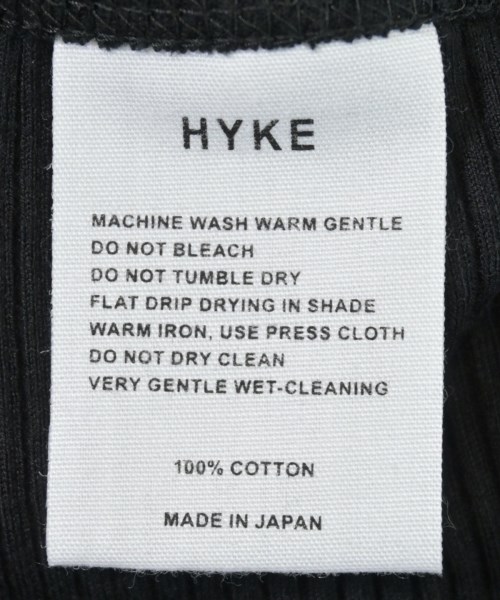 HYKE
MACHINE WASH WARM GENTLE
DO NOT BLEACH
DO NOT TUMBLE DRY
FLAT DRIP DRYING IN SHADE
WARM IRON, USE PRESS CLOTH
DO NOT DRY CLEAN
VERY GENTLE WET-CLEANING
100% COTTON
MADE IN JAPAN